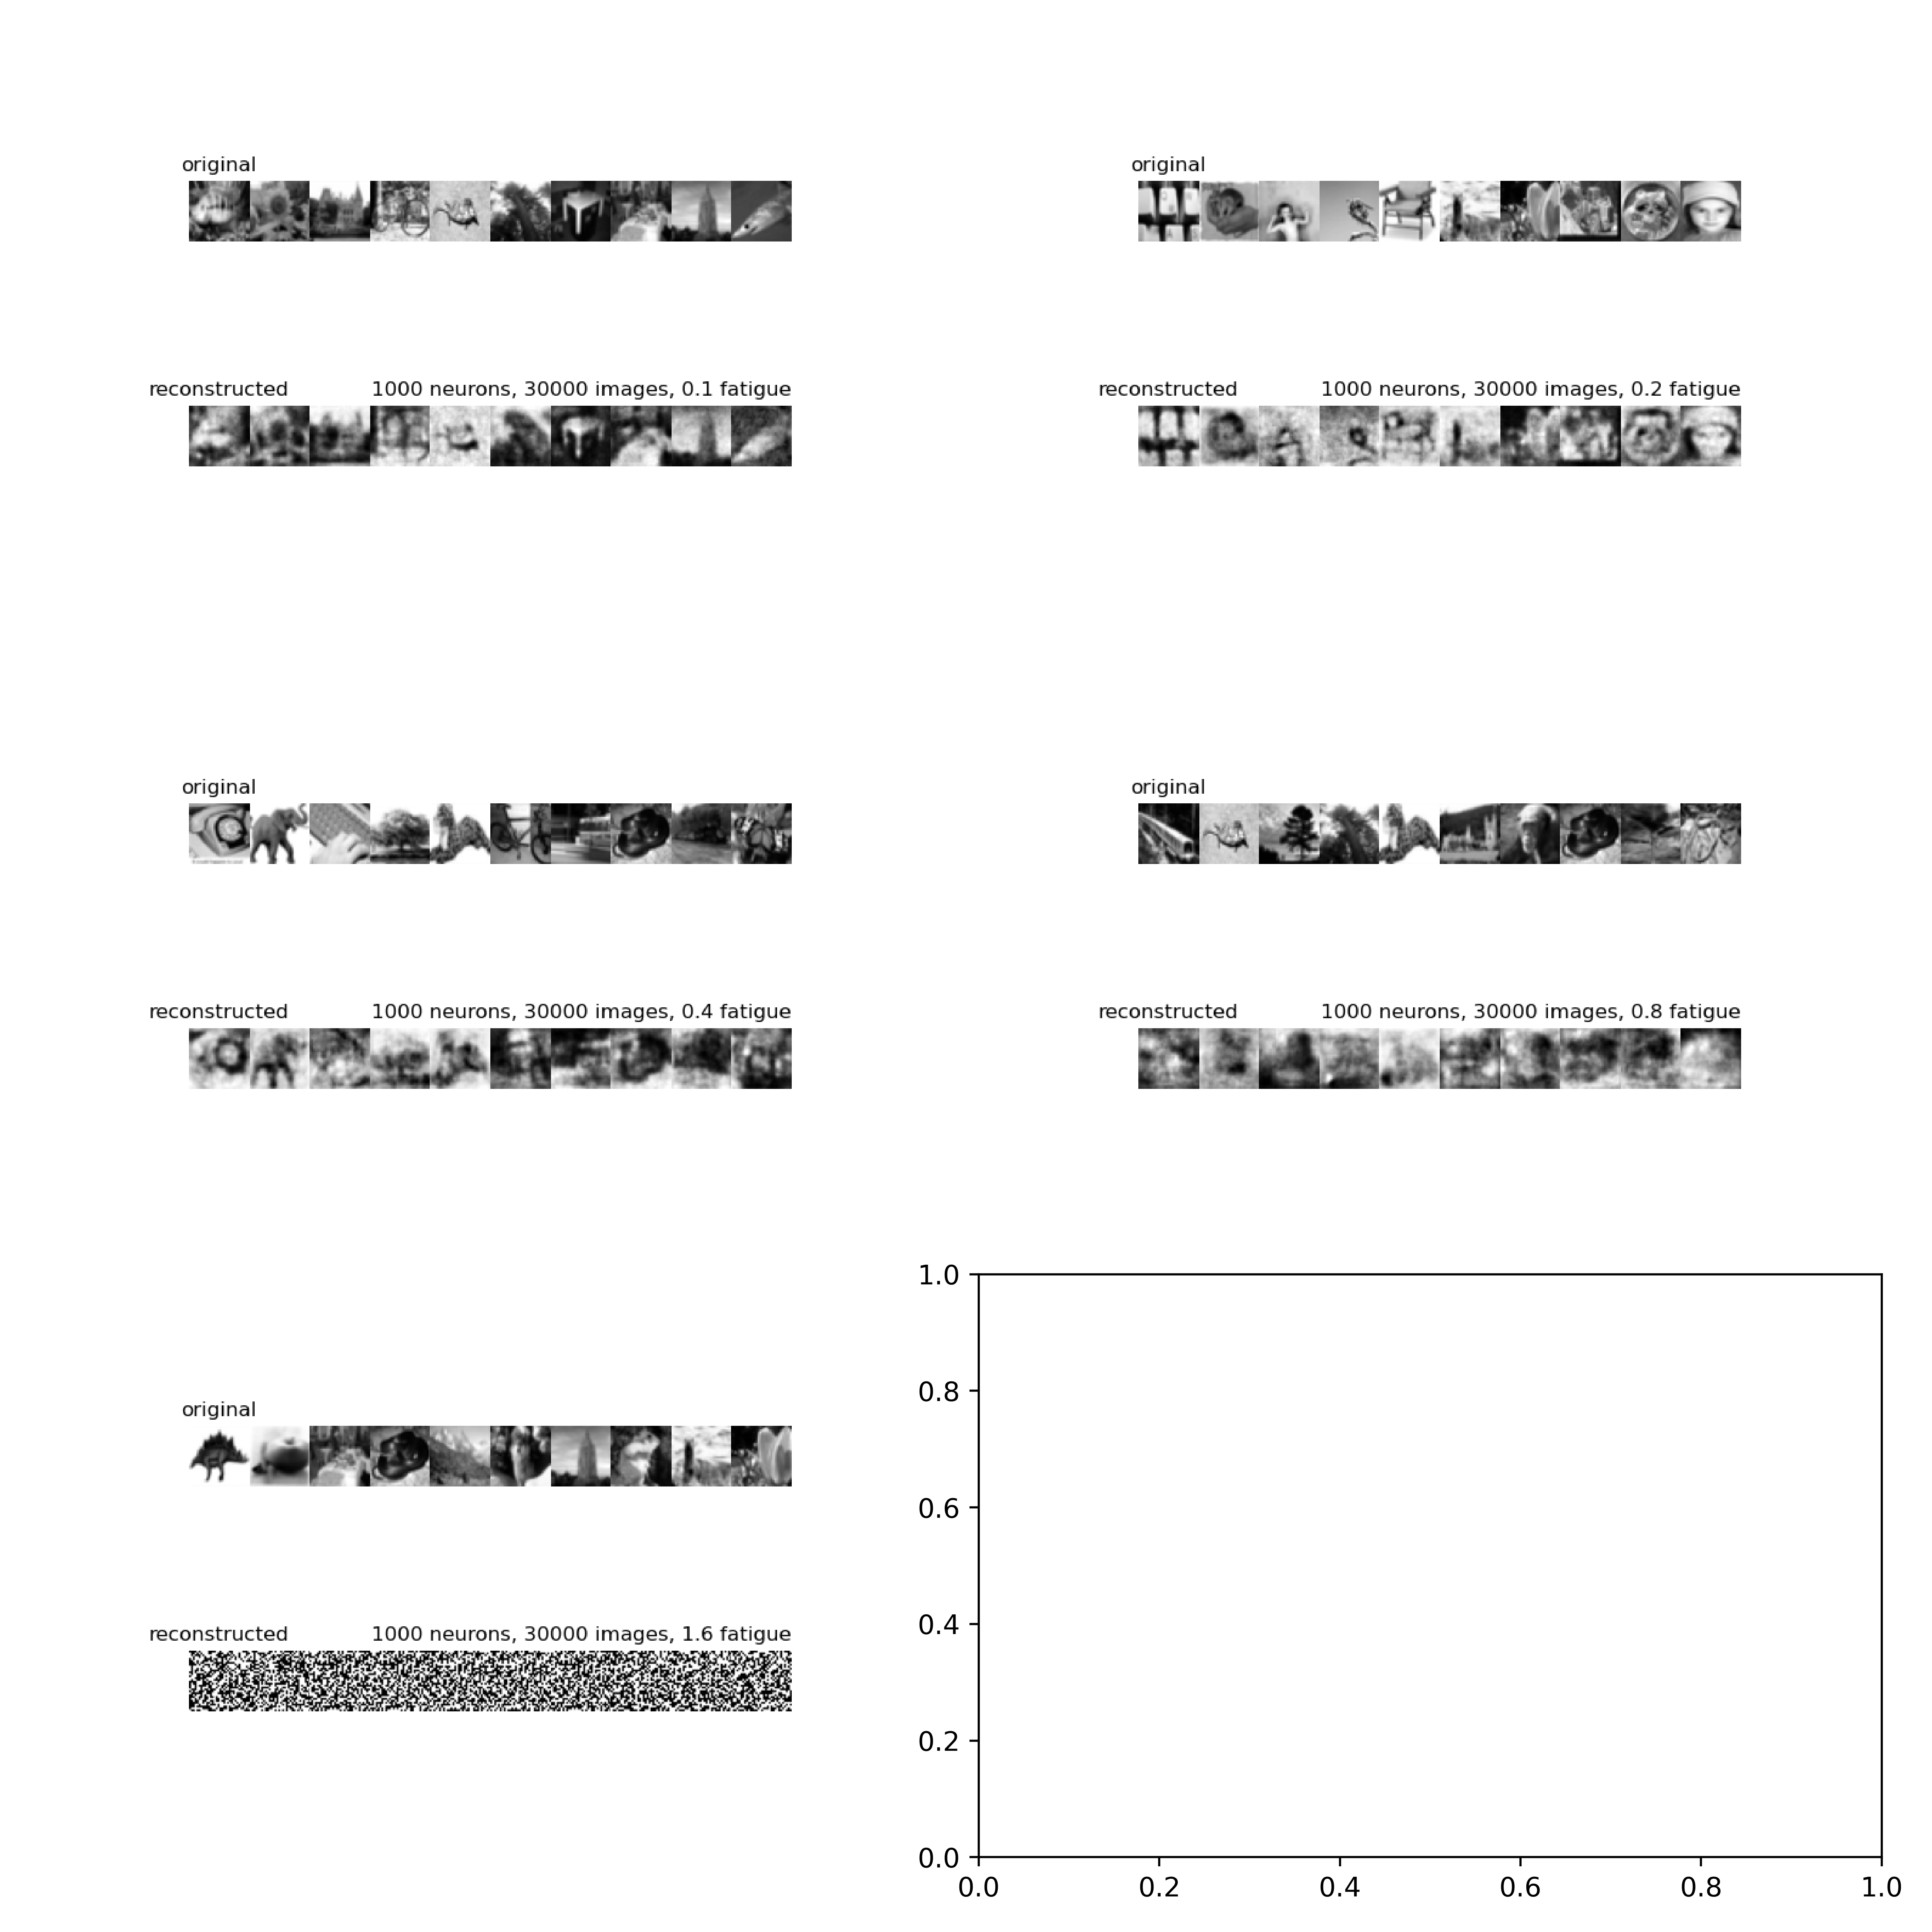 original
original
reconstructed 1000 neurons, 30000 images, 0.1 fatigue
reconstructed 1000 neurons, 30000 images, 0.2 fatigue
original
original
reconstructed 1000 neurons, 30000 images, 0.4 fatigue
reconstructed 1000 neurons, 30000 images, 0.8 fatigue
original
reconstructed 1000 neurons, 30000 images, 1.6 fatigue
1.0
0.8
0.6
0.4
0.2
0.0
0.0 0.2 0.4 0.6 0.8 1.0